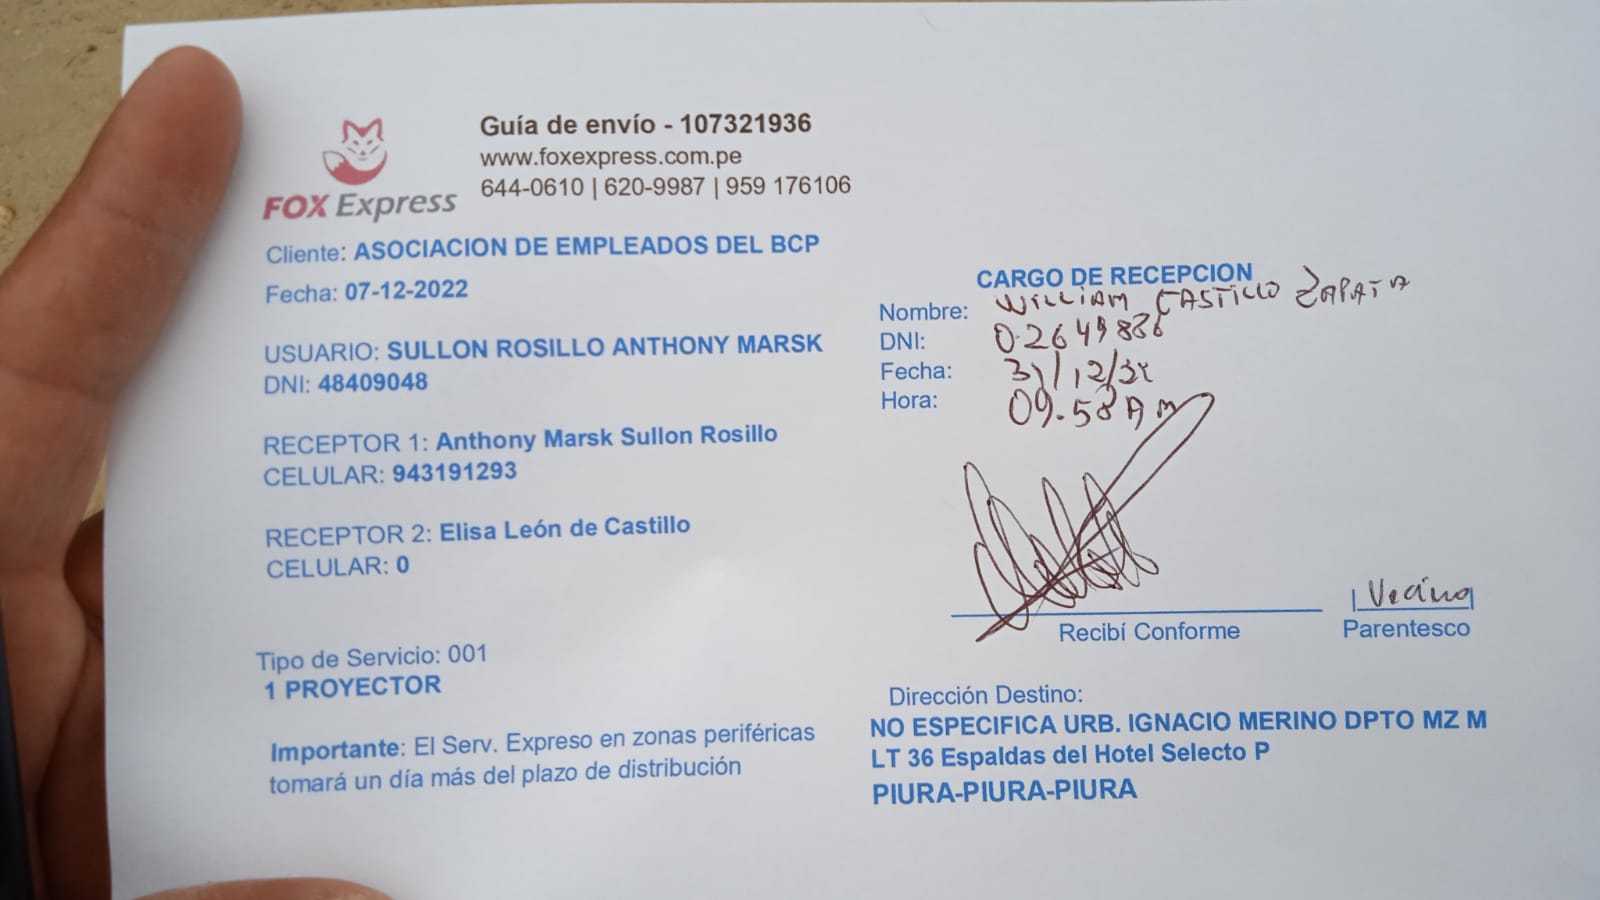 Guía de envío - 107321936
www.foxexpress.com.pe
644-0610 | 620-9987 | 959 176106
FOX Express
Cliente: ASOCIACION DE EMPLEADOS DEL BCP
Fecha: 07-12-2022
USUARIO: SULLON ROSILLO ANTHONY MARSK
DNI: 48409048
RECEPTOR 1: Anthony Marsk Sullon Rosillo
CELULAR: 943191293
RECEPTOR 2: Elisa León de Castillo
CELULAR: 0
Tipo de Servicio: 001
1 PROYECTOR
Importante: El Serv. Expreso en zonas periféricas
tomará un día más del plazo de distribución
CARGO DE RECEPCION
Nombre: WILLIAM CASTILLO ZAPATA
DNI:
Fecha:
Hora: 09.58 AM
Vecino
Recibí Conforme
Parentesco
Dirección Destino:
NO ESPECIFICA URB. IGNACIO MERINO DPTO MZ M
LT 36 Espaldas del Hotel Selecto P
PIURA-PIURA-PIURA